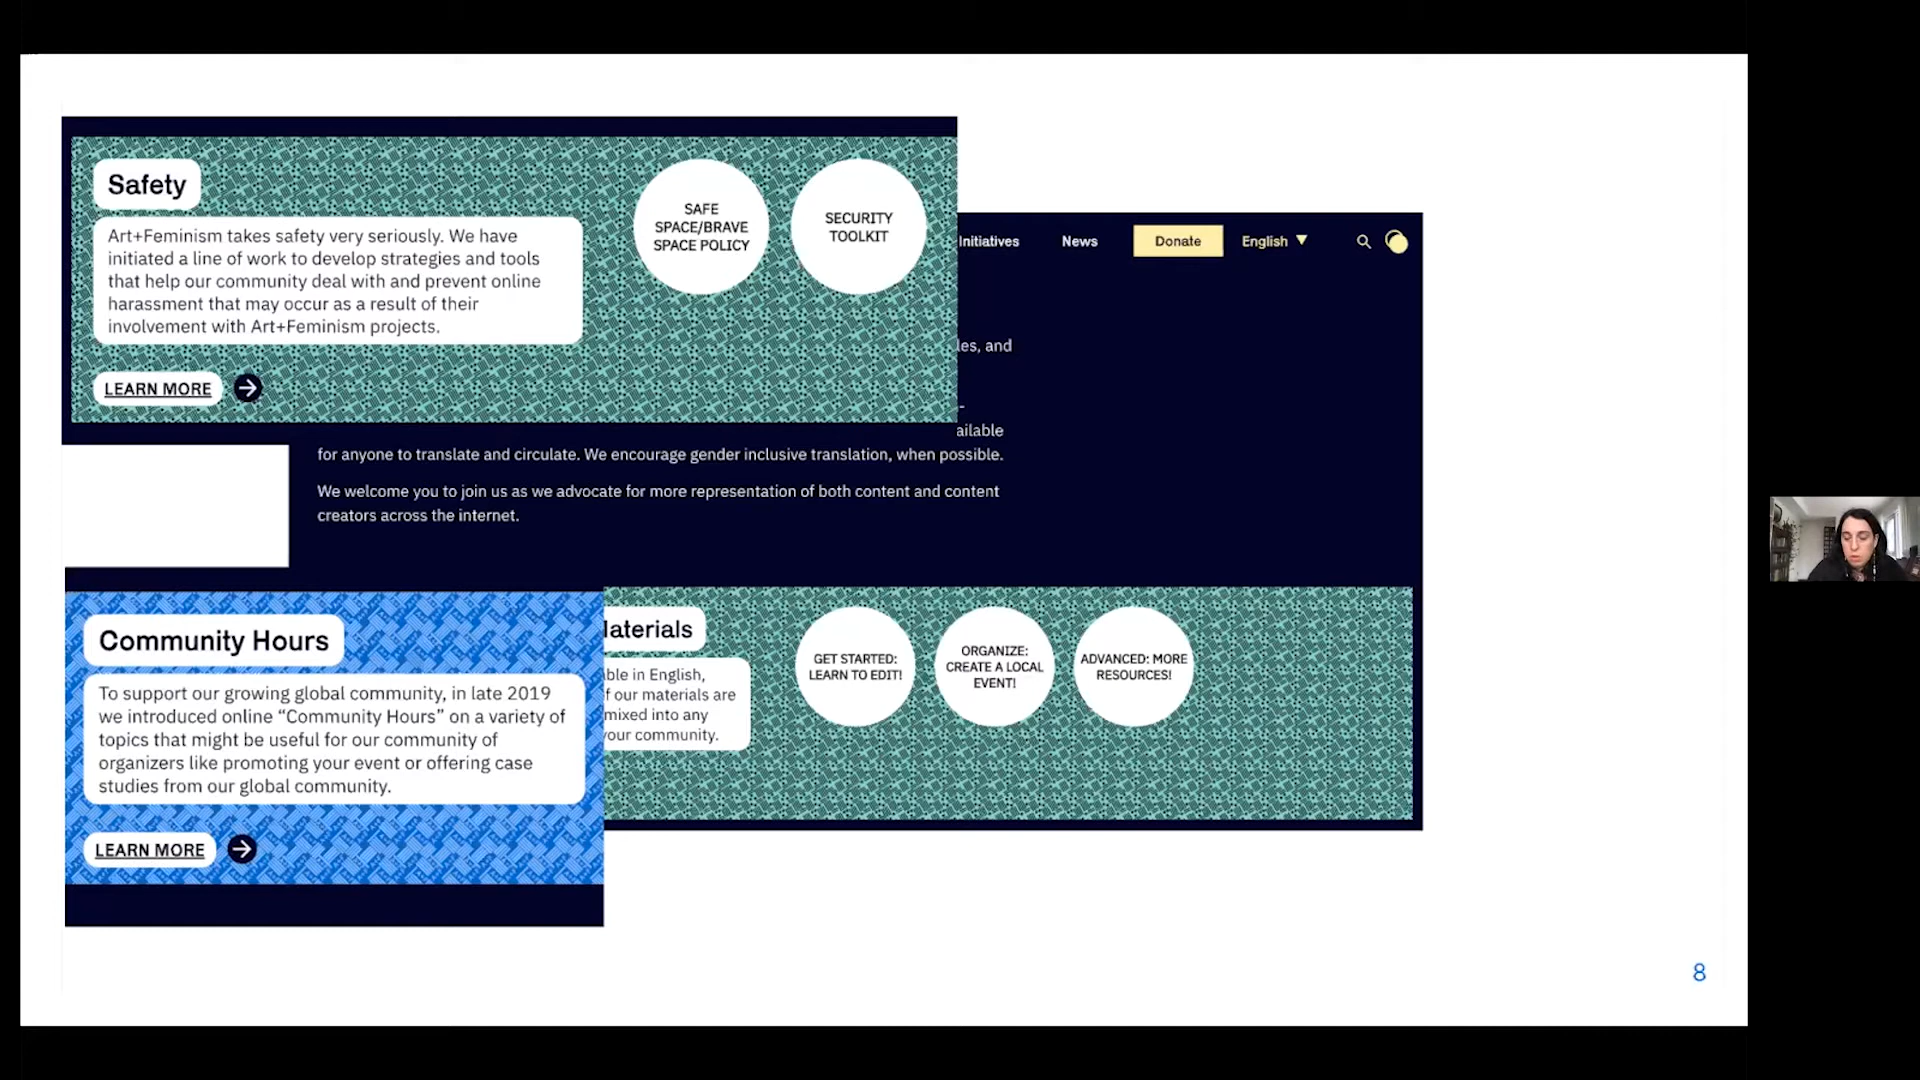 Safety
Art+Feminism takes safety very seriously. We have
initiated a line of work to develop strategies and tools
that help our community deal with and prevent online
harassment that may occur as a result of their
involvement with Art+Feminism projects.
LEARN MORE
SAFE
SPACE/BRAVE
SPACE POLICY
SECURITY
TOOLKIT
Initiatives
News
Donate
English
les, and
-
ailable
for anyone to translate and circulate. We encourage gender inclusive translation, when possible.
We welcome you to join us as we advocate for more representation of both content and content
creators across the internet.
Community Hours
To support our growing global community, in late 2019
we introduced online “Community Hours” on a variety of
topics that might be useful for our community of
organizers like promoting your event or offering case
studies from our global community.
LEARN MORE
laterials
ble in English,
f our materials are
mixed into any
your community.
GET STARTED:
LEARN TO EDIT!
ORGANIZE:
CREATE A LOCAL
EVENT!
ADVANCED: MORE
RESOURCES!
8